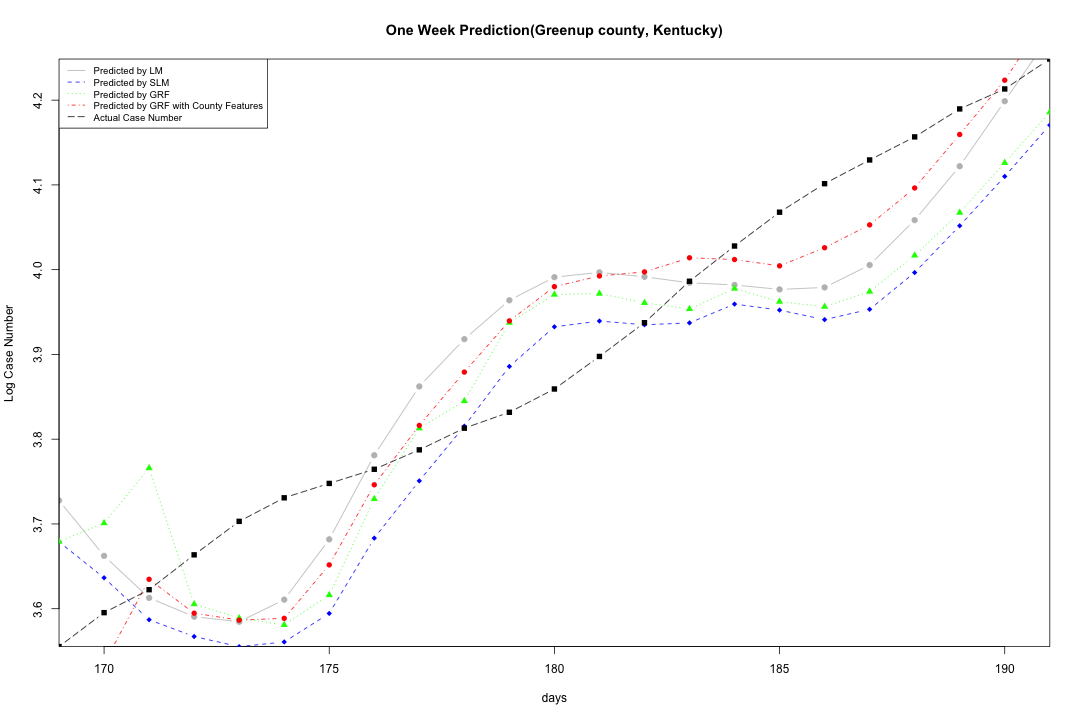 One Week Prediction(Greenup county, Kentucky)
Predicted by LM
Predicted by SLM
Predicted by GRF
Predicted by GRF with County Features
Actual Case Number
4.2
4.1
4.0
3.9
3.8
3.7
3.6
Log Case Number
170 175 180 185 190
days